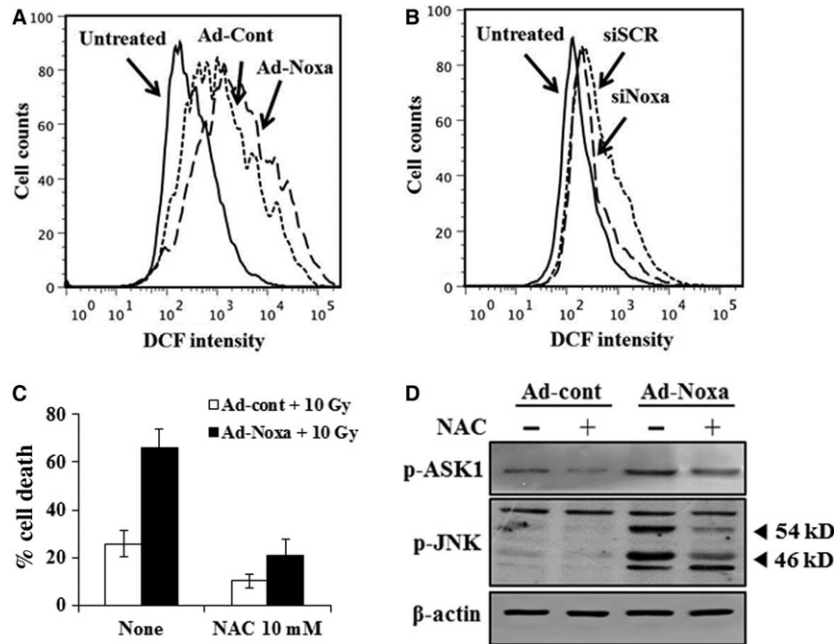 A
100
80
60
40
20
0
Cell counts
Untreated
Ad-Cont
Ad-Noxa
10^0 10^1 10^2 10^3 10^4 10^5
DCF intensity
B
100
80
60
40
20
0
Cell counts
Untreated
siSCR
siNoxa
10^0 10^1 10^2 10^3 10^4 10^5
DCF intensity
C
80
60
40
20
0
% cell death
Ad-cont + 10 Gy
Ad-Noxa + 10 Gy
None NAC 10 mM
D
Ad-cont Ad-Noxa
NAC − + − +
p-ASK1
p-JNK
◄ 54 kD
◄ 46 kD
β-actin